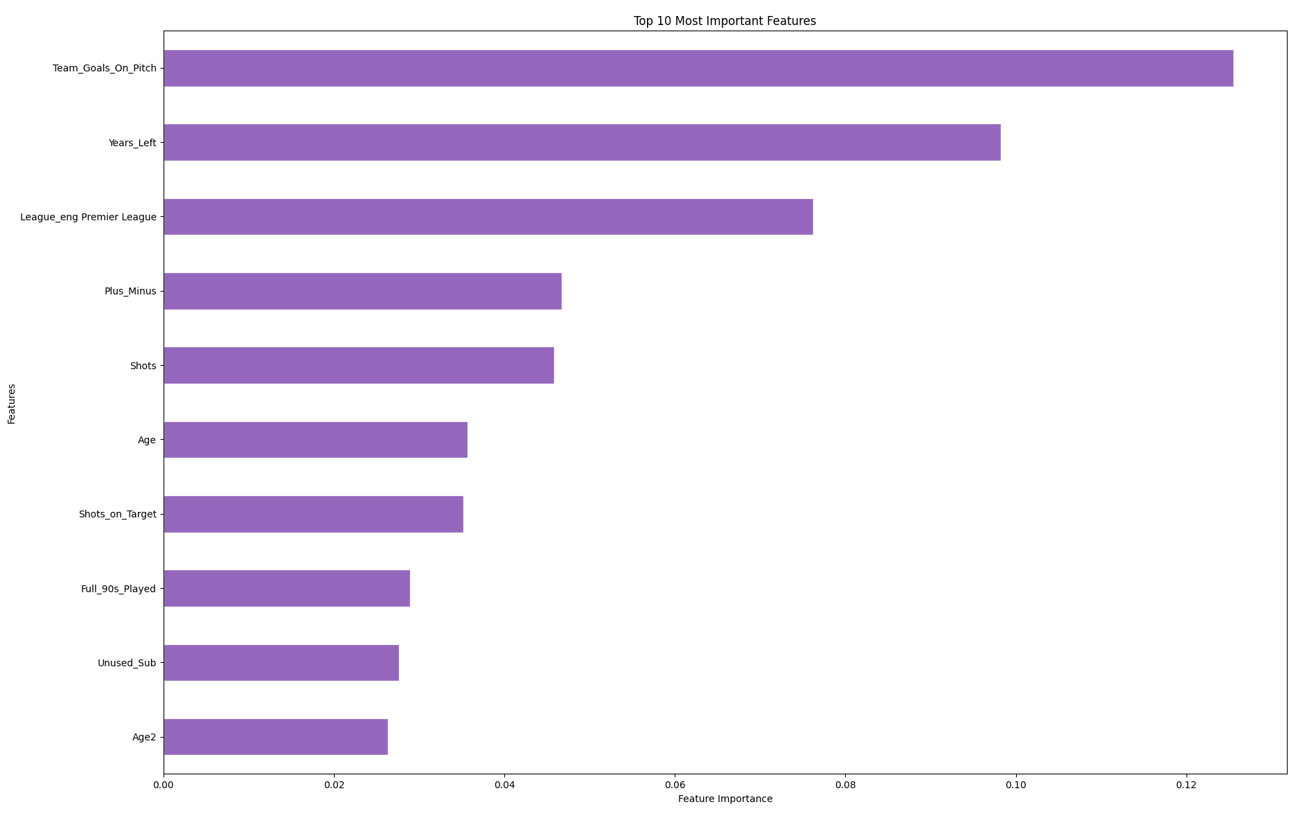 Top 10 Most Important Features
Features
Team_Goals_On_Pitch
Years_Left
League_eng Premier League
Plus_Minus
Shots
Age
Shots_on_Target
Full_90s_Played
Unused_Sub
Age2
0.00 0.02 0.04 0.06 0.08 0.10 0.12
Feature Importance